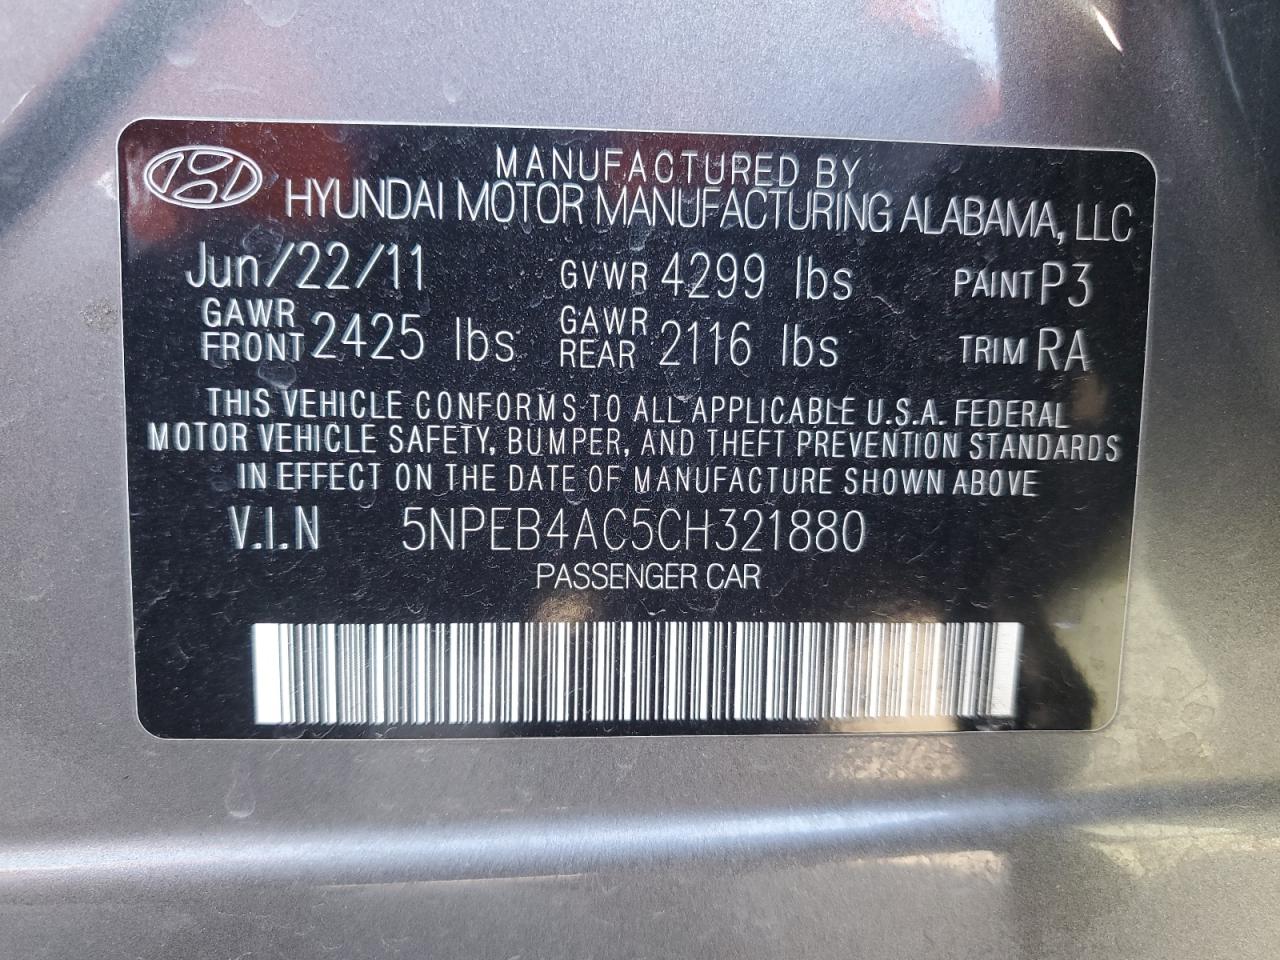 MANUFACTURED BY
HYUNDAI MOTOR MANUFACTURING ALABAMA, LLC
Jun/22/11 GVWR 4299 lbs PAINT P3
GAWR FRONT 2425 lbs GAWR REAR 2116 lbs TRIM RA
THIS VEHICLE CONFORMS TO ALL APPLICABLE U.S.A. FEDERAL
MOTOR VEHICLE SAFETY, BUMPER, AND THEFT PREVENTION STANDARDS
IN EFFECT ON THE DATE OF MANUFACTURE SHOWN ABOVE
V.I.N 5NPEB4AC5CH321880
PASSENGER CAR